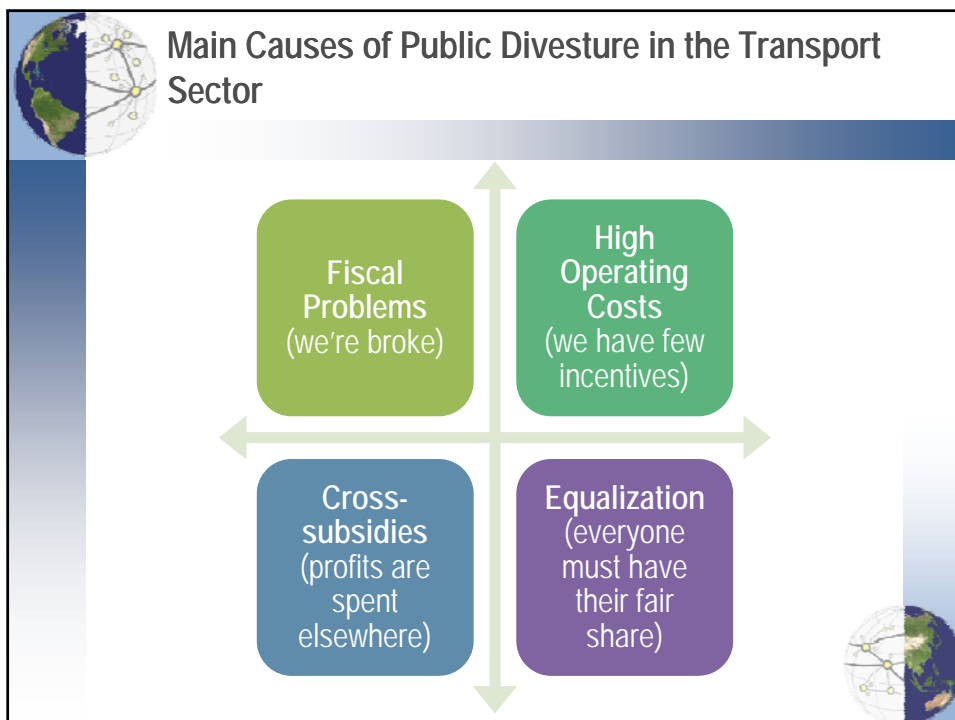 Main Causes of Public Divesture in the Transport
Sector
Fiscal
Problems
(we're broke)
High
Operating
Costs
(we have few
incentives)
Cross-
subsidies
(profits are
spent
elsewhere)
Equalization
(everyone
must have
their fair
share)